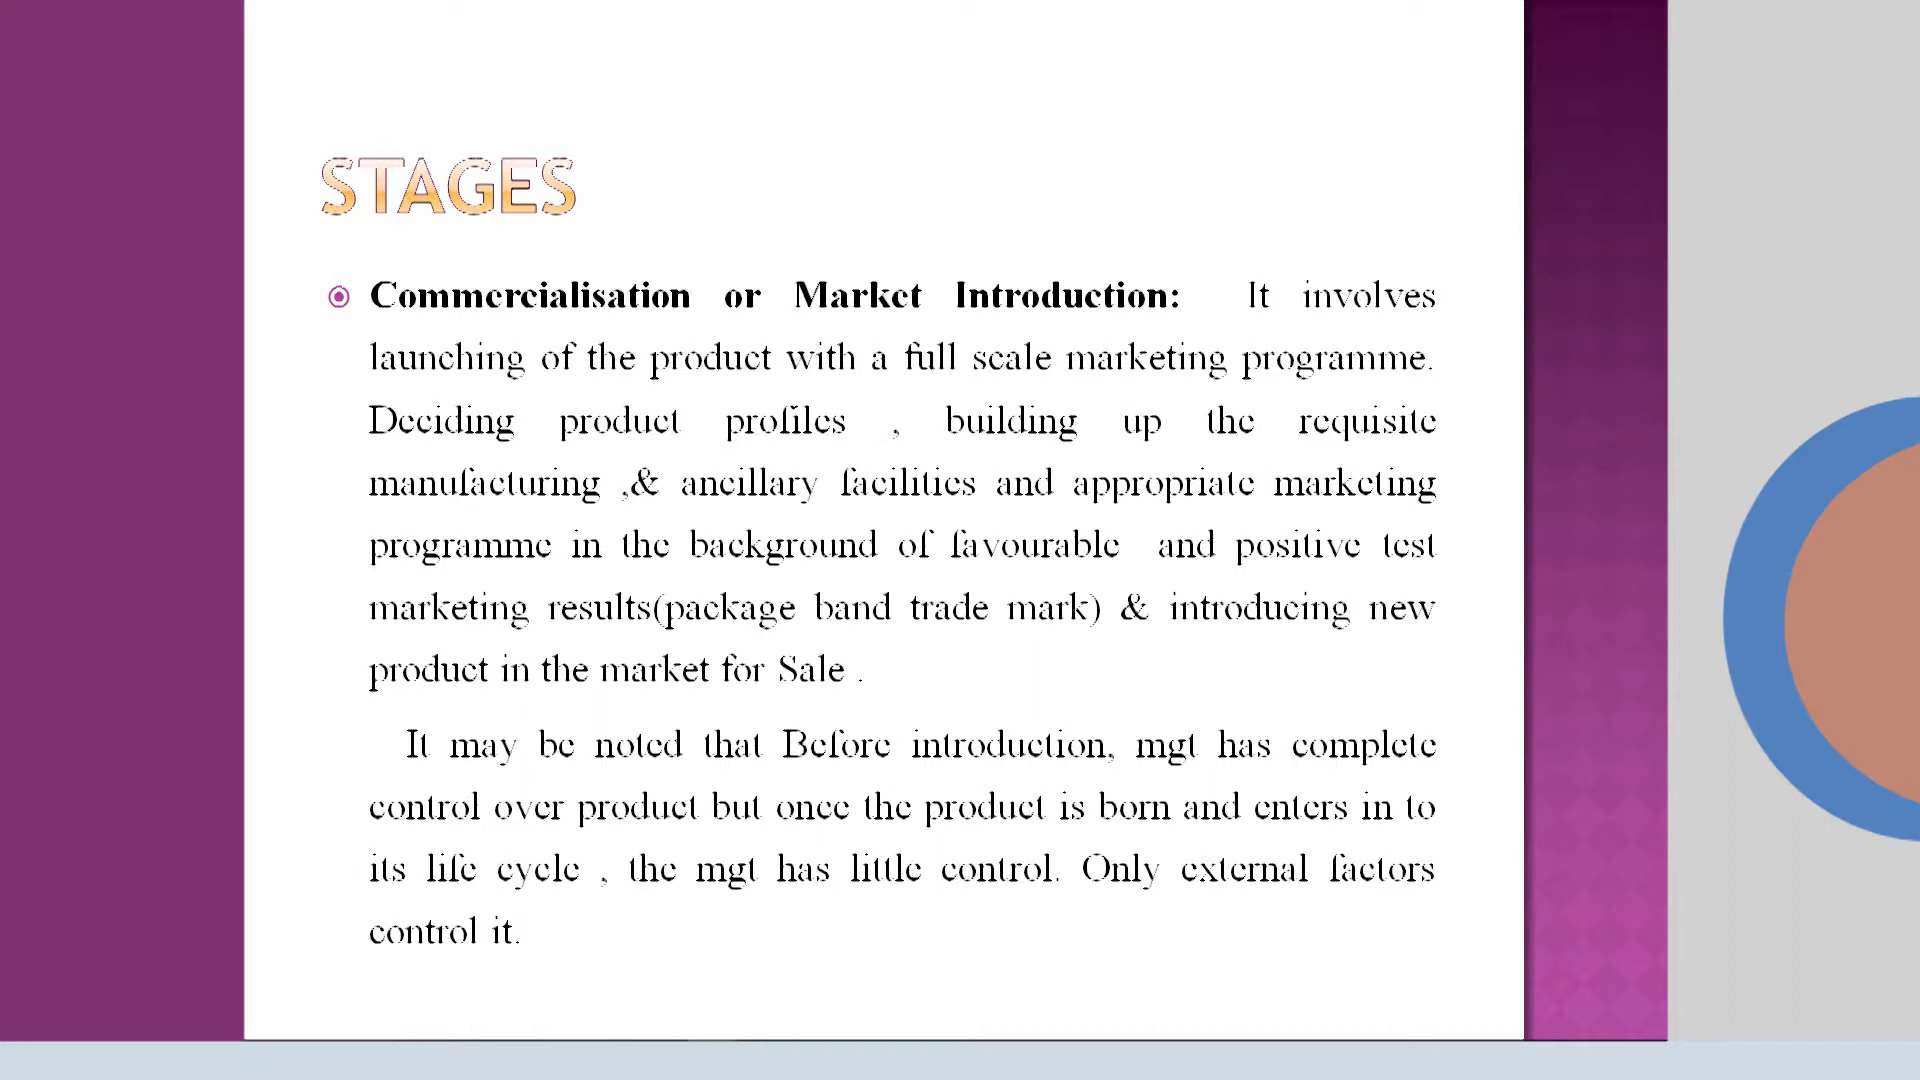 STAGES
Commercialisation or Market Introduction: It involves
launching of the product with a full scale marketing programme.
Deciding product profiles , building up the requisite
manufacturing ,& ancillary facilities and appropriate marketing
programme in the background of favourable and positive test
marketing results(package band trade mark) & introducing new
product in the market for Sale .
It may be noted that Before introduction, mgt has complete
control over product but once the product is born and enters in to
its life cycle , the mgt has little control. Only external factors
control it.